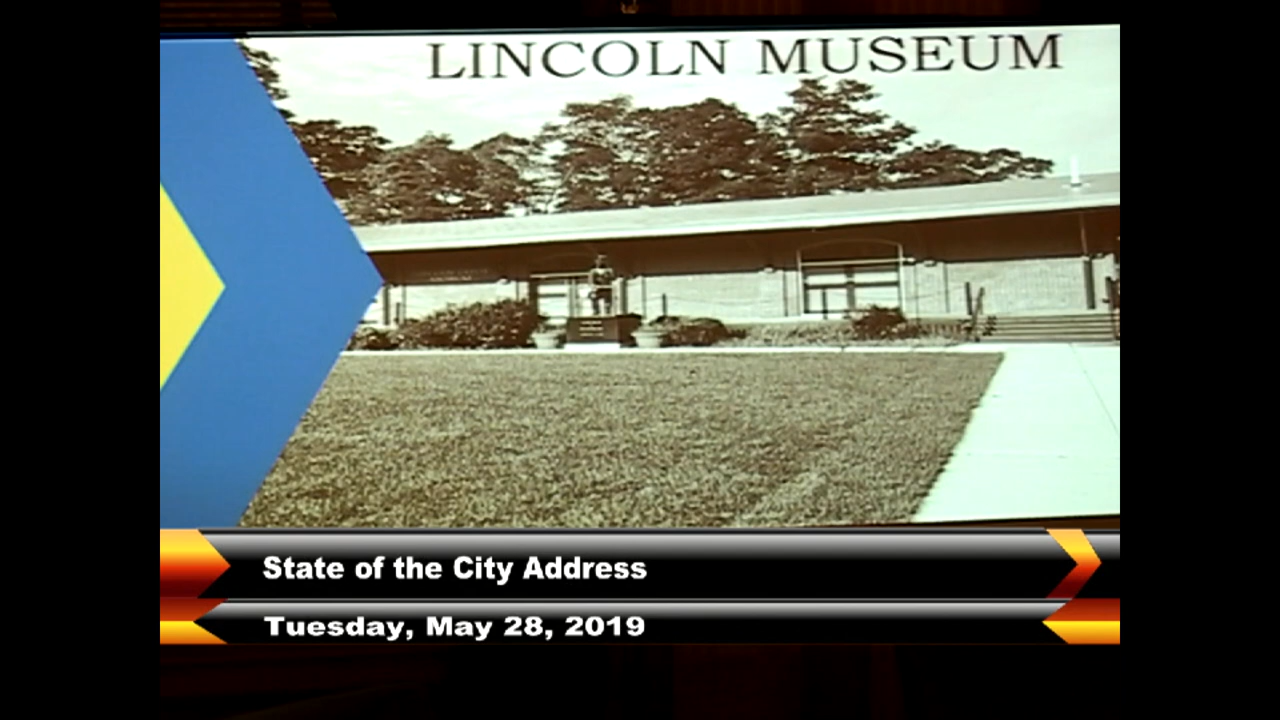 LINCOLN MUSEUM
State of the City Address
Tuesday, May 28, 2019